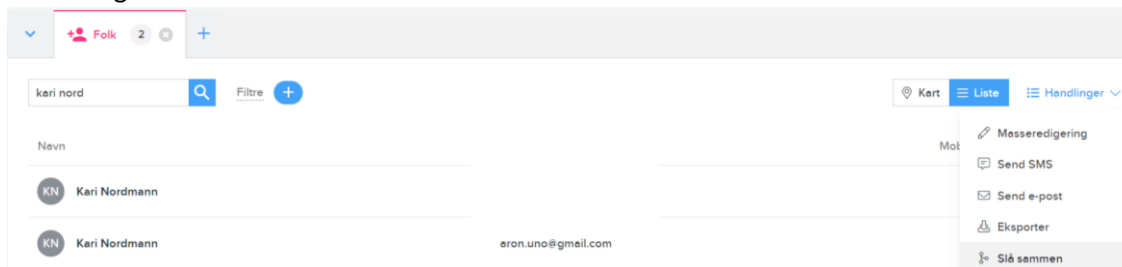 Folk 2
kari nord Filtre Kart Liste Handlinger
Navn
Masseredigering
Send SMS
Kari Nordmann
Send e-post
Eksporter
Kari Nordmann aron.uno@gmail.com
Slå sammen